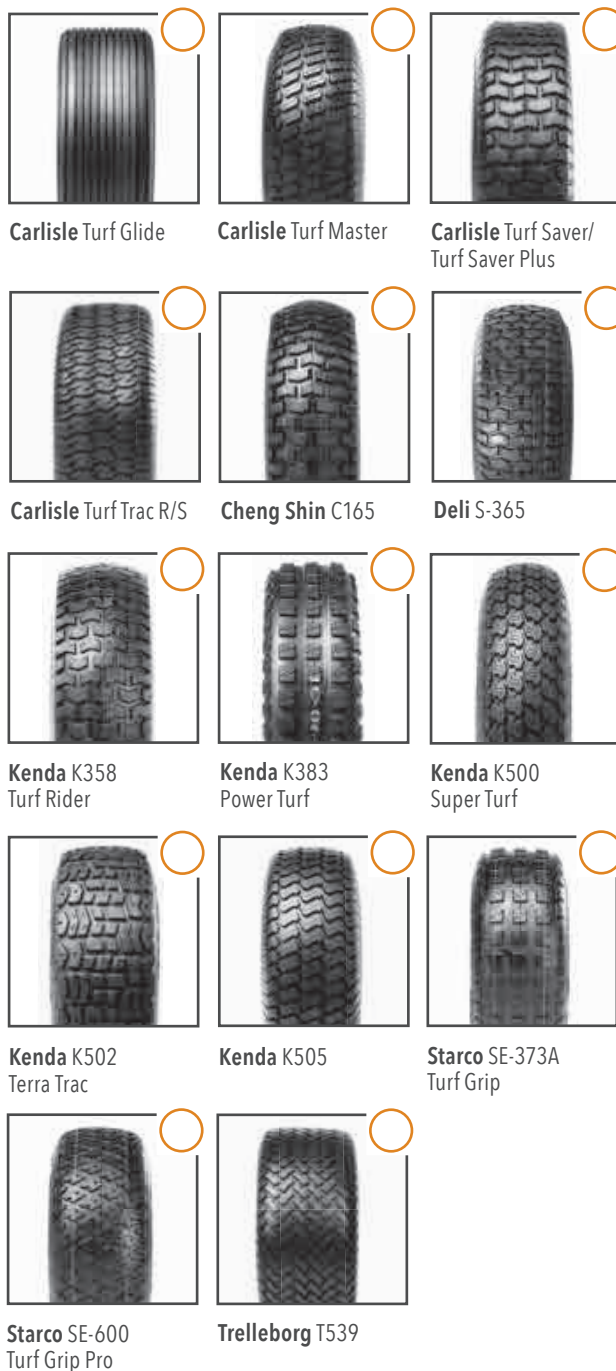 Carlisle Turf Glide
Carlisle Turf Master
Carlisle Turf Saver/
Turf Saver Plus
Carlisle Turf Trac R/S
Cheng Shin C165
Deli S-365
Kenda K358
Turf Rider
Kenda K383
Power Turf
Kenda K500
Super Turf
Kenda K502
Terra Trac
Kenda K505
Starco SE-373A
Turf Grip
Starco SE-600
Turf Grip Pro
Trelleborg T539